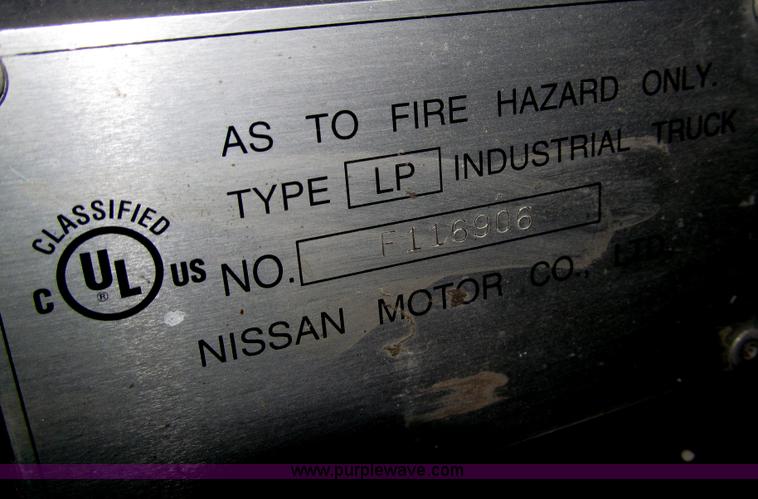 AS TO FIRE HAZARD ONLY.
TYPE LP INDUSTRIAL TRUCK
CLASSIFIED
C UL ® US
NO. F116906
NISSAN MOTOR CO., LTD.
www.purplewave.com